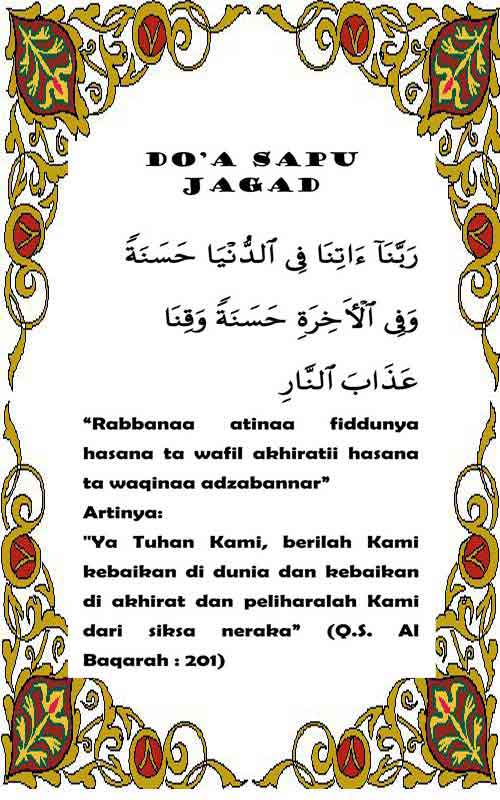 DO'A SAPU
JAGAD
رَبَّنَآ ءَاتِنَا فِى ٱلدُّنْيَا حَسَنَةً
وَفِى ٱلْأَخِرَةِ حَسَنَةً وَقِنَا
عَذَابَ ٱلنَّارِ
“Rabbanaa atinaa fiddunya
hasana ta wafil akhiratii hasana
ta waqinaa adzabannar”
Artinya:
"Ya Tuhan Kami, berilah Kami
kebaikan di dunia dan kebaikan
di akhirat dan peliharalah Kami
dari siksa neraka” (Q.S. Al
Baqarah : 201)